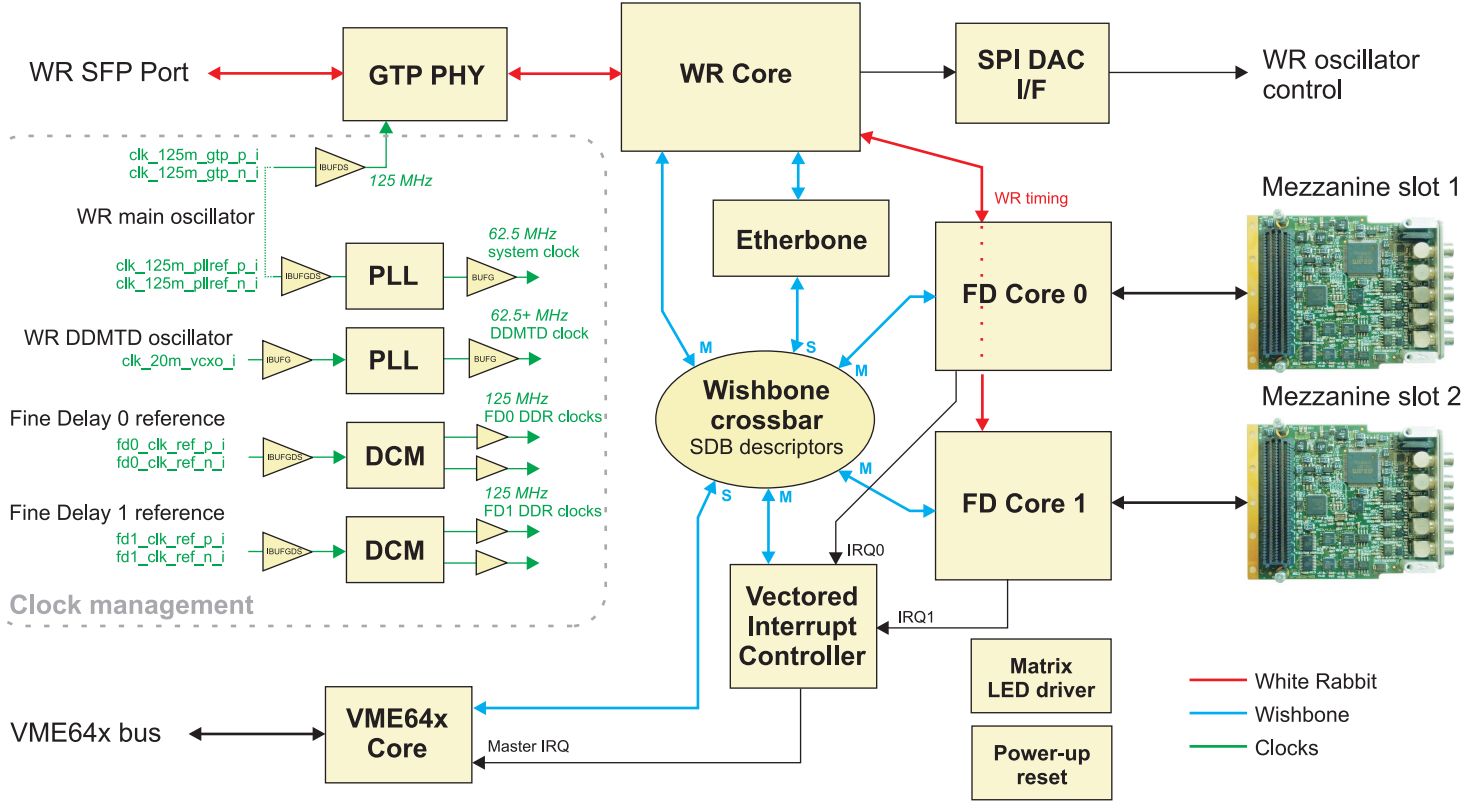 WR SFP Port
GTP PHY
WR Core
SPI DAC
I/F
WR oscillator
control
clk_125m_gtp_p_i
clk_125m_gtp_n_i
IBUFDS
125 MHz
WR main oscillator
clk_125m_pllref_p_i
clk_125m_pllref_n_i
IBUFGDS
PLL
BUFG
62.5 MHz
system clock
WR DDMTD oscillator
clk_20m_vcxo_i
IBUFG
PLL
BUFG
62.5+ MHz
DDMTD clock
Fine Delay 0 reference
fd0_clk_ref_p_i
fd0_clk_ref_n_i
IBUFGDS
DCM
125 MHz
FD0 DDR clocks
Fine Delay 1 reference
fd1_clk_ref_p_i
fd1_clk_ref_n_i
IBUFGDS
DCM
125 MHz
FD1 DDR clocks
Clock management
Etherbone
WR timing
FD Core 0
Mezzanine slot 1
M
S
M
Wishbone
crossbar
SDB descriptors
S
M
M
FD Core 1
Mezzanine slot 2
IRQ0
IRQ1
Vectored
Interrupt
Controller
VME64x bus
VME64x
Core
Master IRQ
Matrix
LED driver
Power-up
reset
White Rabbit
Wishbone
Clocks